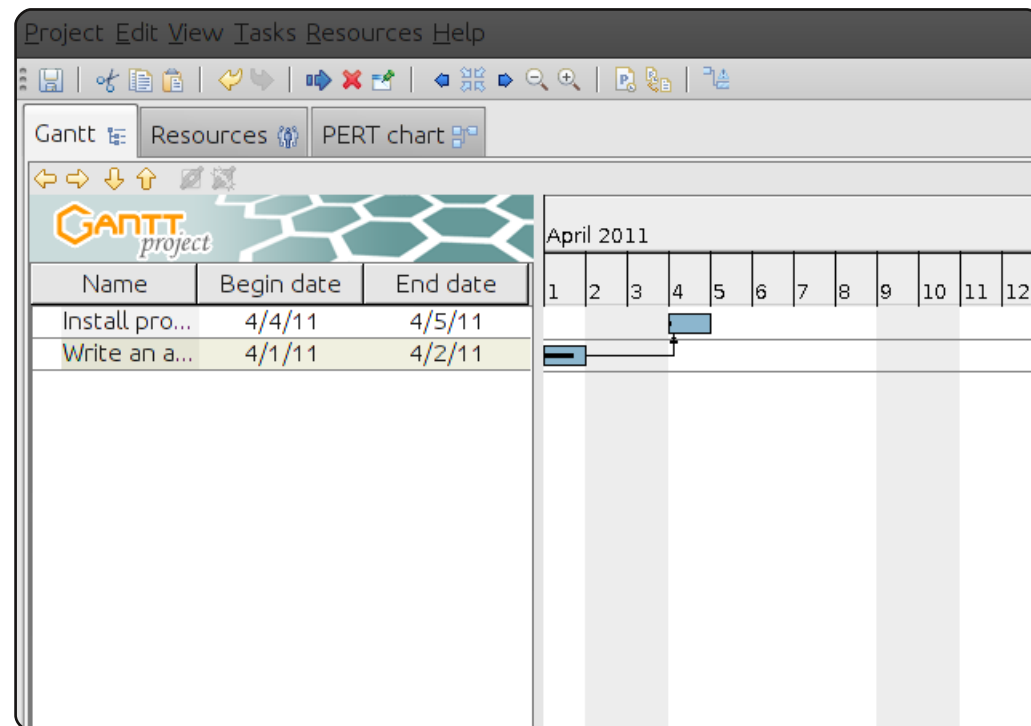 Project Edit View Tasks Resources Help
Gantt Resources PERT chart
GANTT
project
April 2011
Name Begin date End date 1 2 3 4 5 6 7 8 9 10 11 12
Install pro... 4/4/11 4/5/11
Write an a... 4/1/11 4/2/11